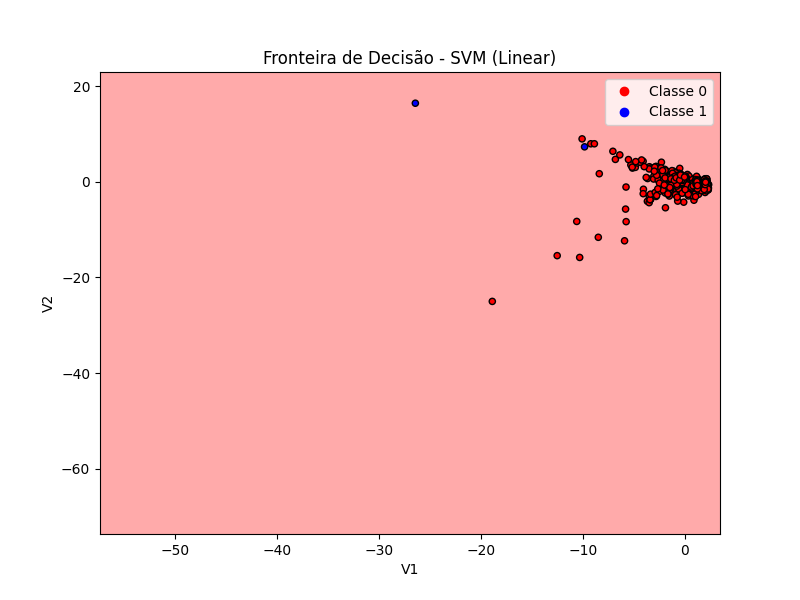 Fronteira de Decisão - SVM (Linear)
Classe 0
Classe 1
20
0
−20
−40
−60
V2
−50
−40
−30
−20
−10
0
V1